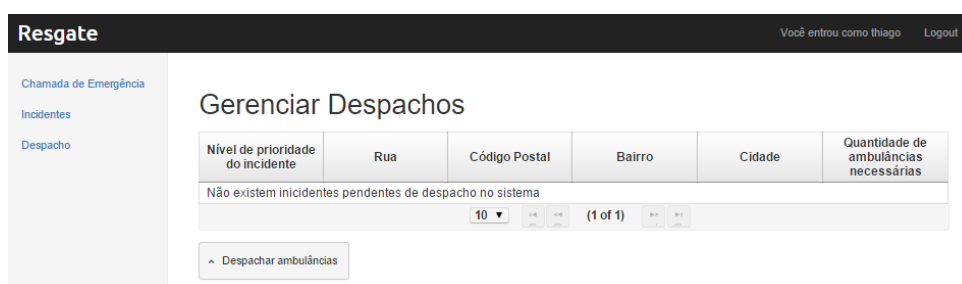 Resgate
Você entrou como thiago Logout
Chamada de Emergência
Incidentes
Despacho
Gerenciar Despachos
Nível de prioridade do incidente
Rua
Código Postal
Bairro
Cidade
Quantidade de ambulâncias necessárias
Não existem inicidentes pendentes de despacho no sistema
10 (1 of 1)
Despachar ambulâncias